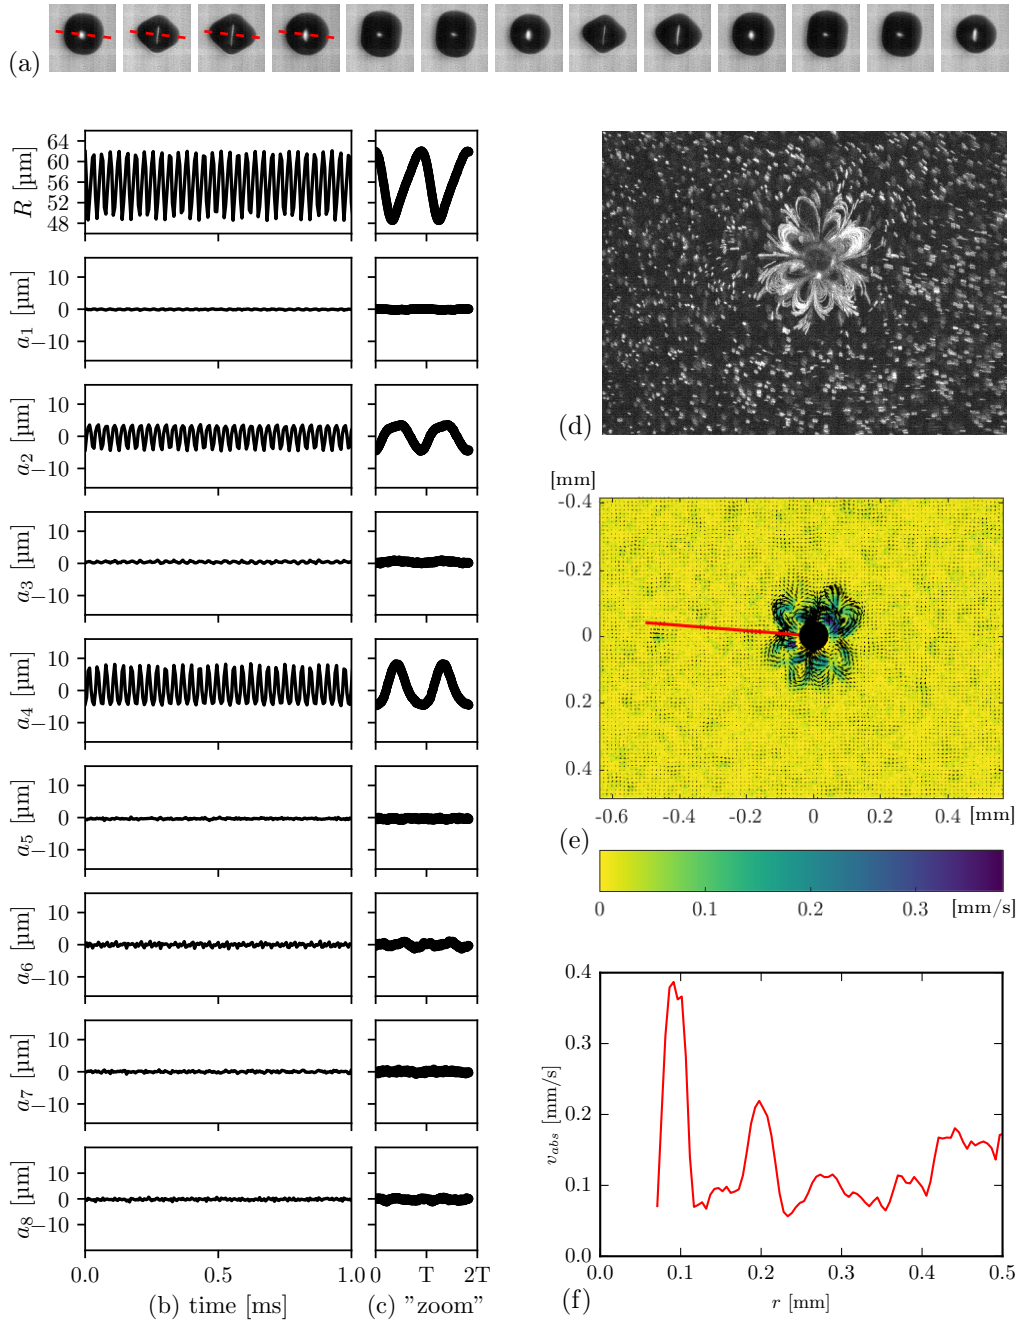 (a)
64
60
56
52
48
R [µm]
10
0
−10
a1 [µm]
10
0
−10
a2 [µm]
10
0
−10
a3 [µm]
10
0
−10
a4 [µm]
10
0
−10
a5 [µm]
10
0
−10
a6 [µm]
10
0
−10
a7 [µm]
10
0
−10
a8 [µm]
0.0 0.5 1.0
0 T 2T
(b) time [ms]
(c) "zoom"
(d)
[mm]
-0.4
-0.2
0
0.2
0.4
-0.6 -0.4 -0.2 0 0.2 0.4 [mm]
(e)
0 0.1 0.2 0.3 [mm/s]
0.4
0.3
0.2
0.1
0.0
vabs [mm/s]
0.0 0.1 0.2 0.3 0.4 0.5
(f)
r [mm]